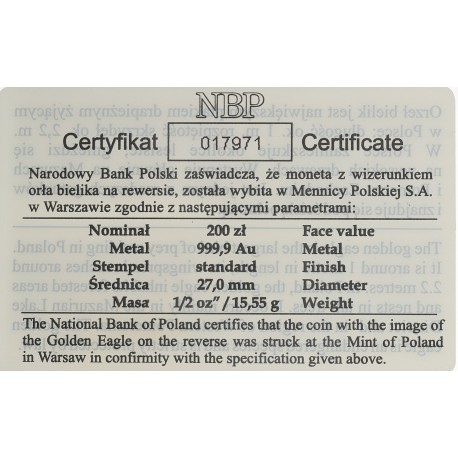 NBP
Certyfikat 017971 Certificate
Narodowy Bank Polski zaświadcza, że moneta z wizerunkiem
orła bielika na rewersie, została wybita w Mennicy Polskiej S.A.
w Warszawie zgodnie z następującymi parametrami:
Nominał 200 zł Face value
Metal 999,9 Au Metal
Stempel standard Finish
Średnica 27,0 mm Diameter
Masa 1/2 oz" / 15,55 g Weight
The National Bank of Poland certifies that the coin with the image of
the Golden Eagle on the reverse was struck at the Mint of Poland
in Warsaw in confirmity with the specification given above.